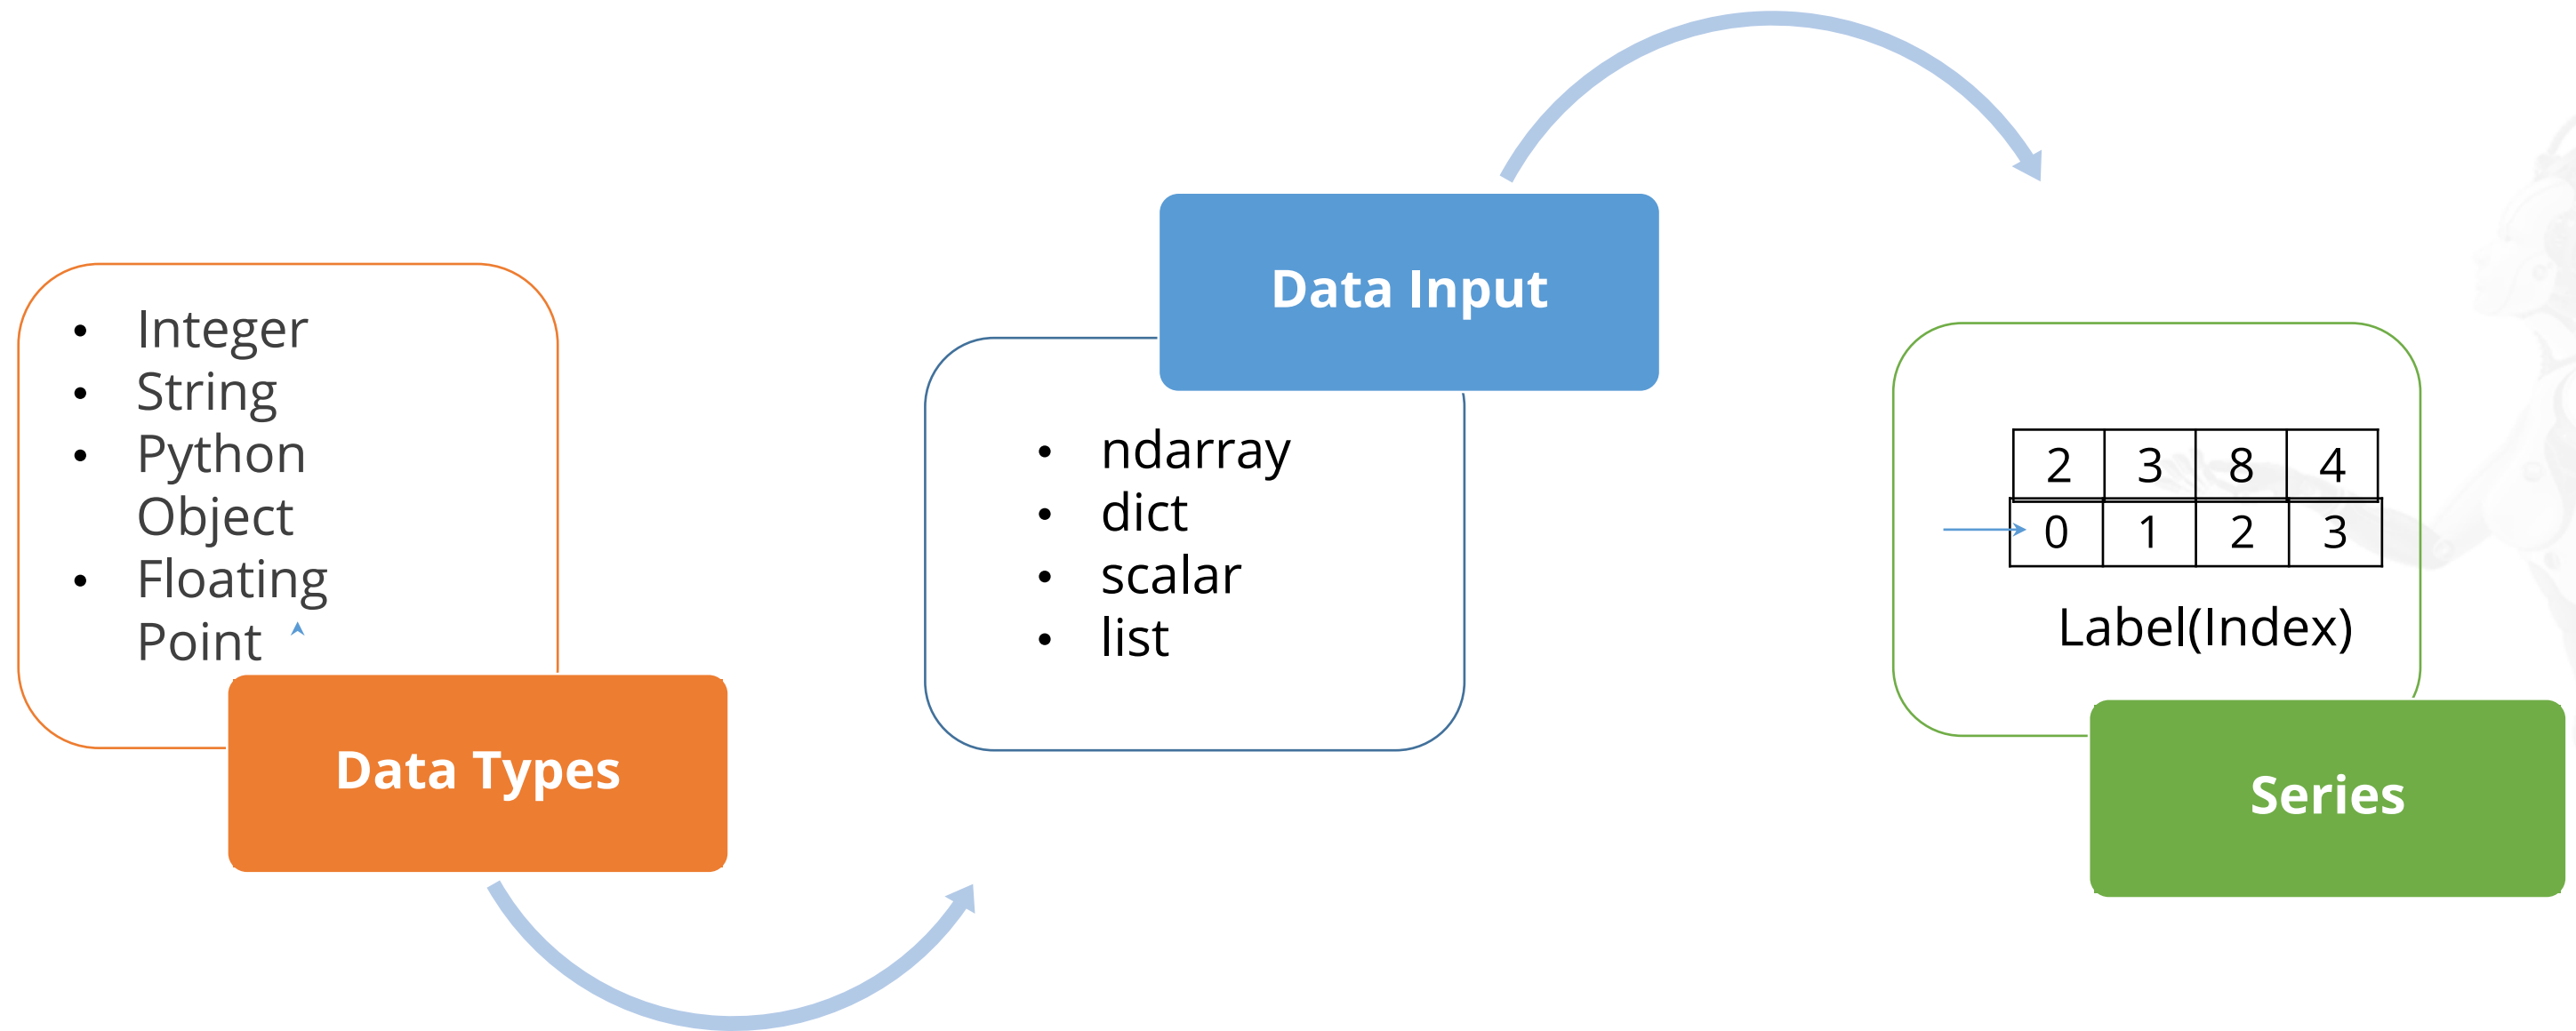 • Integer
• String
• Python
Object
• Floating
Point
Data Types
Data Input
• ndarray
• dict
• scalar
• list
2 3 8 4
0 1 2 3
Label(Index)
Series